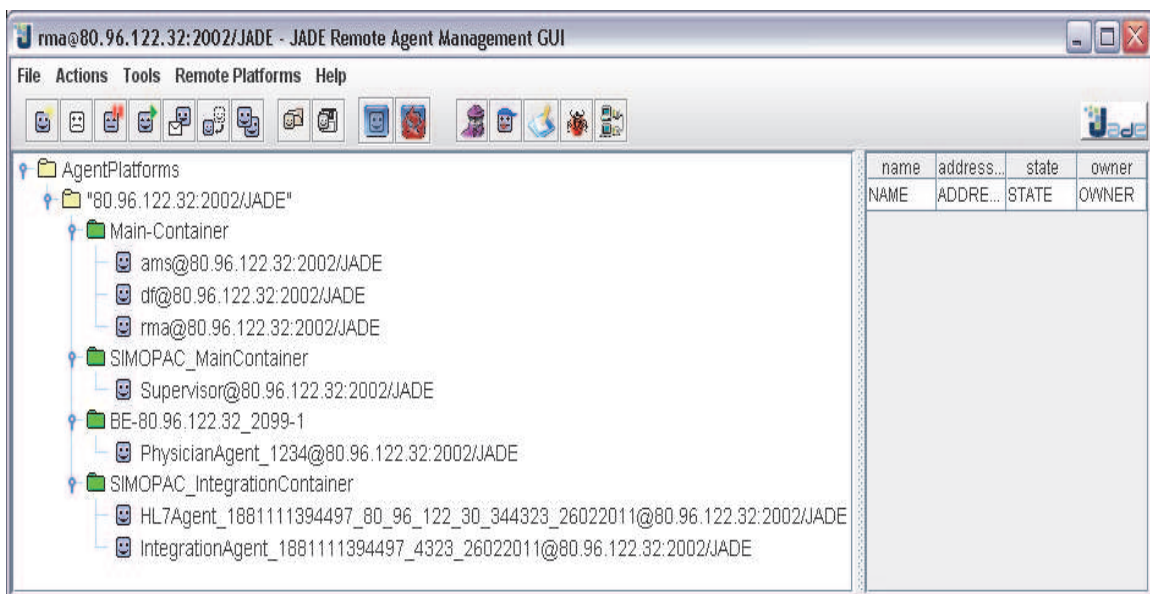 rma@80.96.122.32:2002/JADE - JADE Remote Agent Management GUI
File Actions Tools Remote Platforms Help
Jade
AgentPlatforms
"80.96.122.32:2002/JADE"
Main-Container
ams@80.96.122.32:2002/JADE
df@80.96.122.32:2002/JADE
rma@80.96.122.32:2002/JADE
SIMOPAC_MainContainer
Supervisor@80.96.122.32:2002/JADE
BE-80.96.122.32_2099-1
PhysicianAgent_1234@80.96.122.32:2002/JADE
SIMOPAC_IntegrationContainer
HL7Agent_1881111394497_80_96_122_30_344323_26022011@80.96.122.32:2002/JADE
IntegrationAgent_1881111394497_4323_26022011@80.96.122.32:2002/JADE
name address... state owner
NAME ADDRE... STATE OWNER